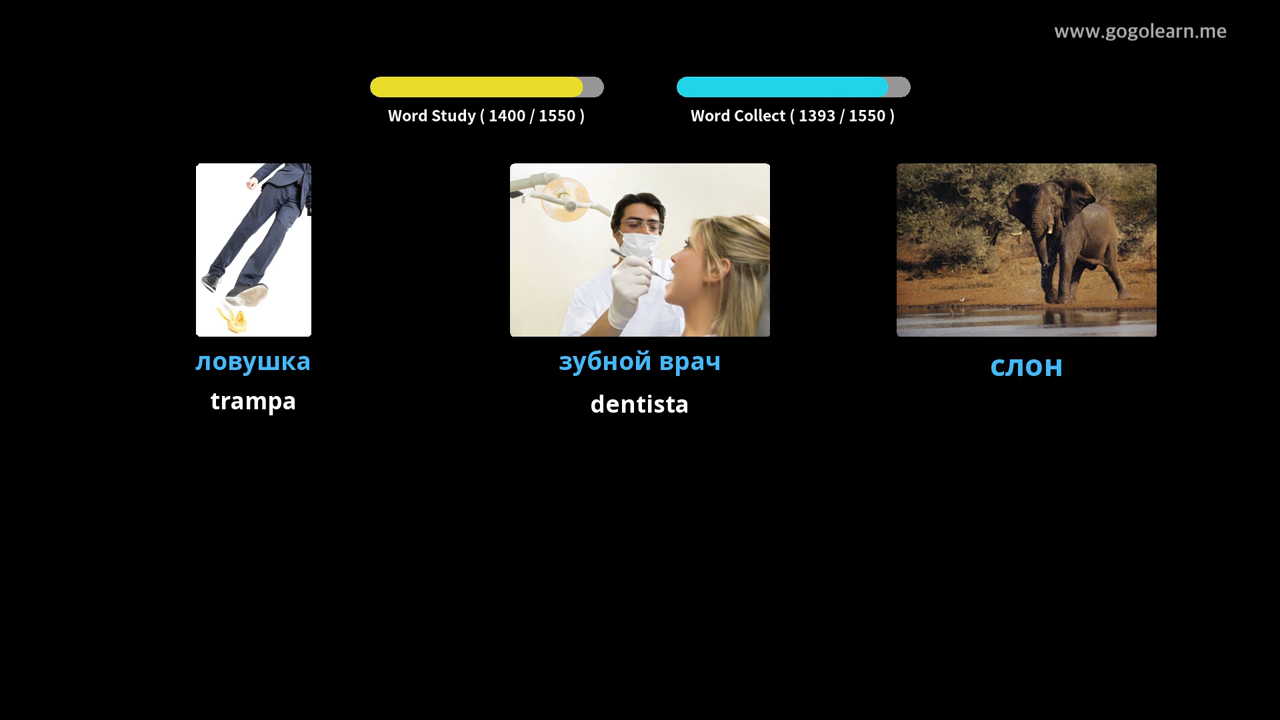 www.gogolearn.me
Word Study ( 1400 / 1550 )
Word Collect ( 1393 / 1550 )
ловушка
trampa
зубной врач
dentista
слон